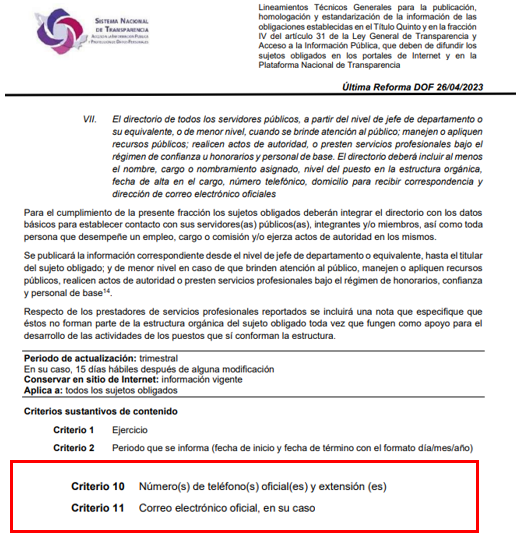 SISTEMA NACIONAL
DE TRANSPARENCIA
ACCESO A LA INFORMACIÓN PÚBLICA
Y PROTECCIÓN DE DATOS PERSONALES
Lineamientos Técnicos Generales para la publicación,
homologación y estandarización de la información de las
obligaciones establecidas en el Título Quinto y en la fracción
IV del artículo 31 de la Ley General de Transparencia y
Acceso a la Información Pública, que deben de difundir los
sujetos obligados en los portales de Internet y en la
Plataforma Nacional de Transparencia
Última Reforma DOF 26/04/2023
VII. El directorio de todos los servidores públicos, a partir del nivel de jefe de departamento o
su equivalente, o de menor nivel, cuando se brinde atención al público; manejen o apliquen
recursos públicos; realicen actos de autoridad, o presten servicios profesionales bajo el
régimen de confianza u honorarios y personal de base. El directorio deberá incluir al menos
el nombre, cargo o nombramiento asignado, nivel del puesto en la estructura orgánica,
fecha de alta en el cargo, número telefónico, domicilio para recibir correspondencia y
dirección de correo electrónico oficiales
Para el cumplimiento de la presente fracción los sujetos obligados deberán integrar el directorio con los datos
básicos para establecer contacto con sus servidores(as) públicos(as), integrantes y/o miembros, así como toda
persona que desempeñe un empleo, cargo o comisión y/o ejerza actos de autoridad en los mismos.
Se publicará la información correspondiente desde el nivel de jefe de departamento o equivalente, hasta el titular
del sujeto obligado; y de menor nivel en caso de que brinden atención al público, manejen o apliquen recursos
públicos, realicen actos de autoridad o presten servicios profesionales bajo el régimen de honorarios, confianza
y personal de base14.
Respecto de los prestadores de servicios profesionales reportados se incluirá una nota que especifique que
éstos no forman parte de la estructura orgánica del sujeto obligado toda vez que fungen como apoyo para el
desarrollo de las actividades de los puestos que sí conforman la estructura.
Periodo de actualización: trimestral
En su caso, 15 días hábiles después de alguna modificación
Conservar en sitio de Internet: información vigente
Aplica a: todos los sujetos obligados
Criterios sustantivos de contenido
Criterio 1 Ejercicio
Criterio 2 Periodo que se informa (fecha de inicio y fecha de término con el formato día/mes/año)
Criterio 10 Número(s) de teléfono(s) oficial(es) y extensión (es)
Criterio 11 Correo electrónico oficial, en su caso